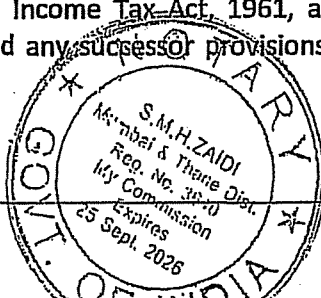 Income Tax Act, 1961, a
d any successor provisions
NOTARY
S.M.H.ZAIDI
Mumbai & Thane Dist.
Reg. No.
My Commission
Expires
25 Sept. 2026
GOVT. OF INDIA